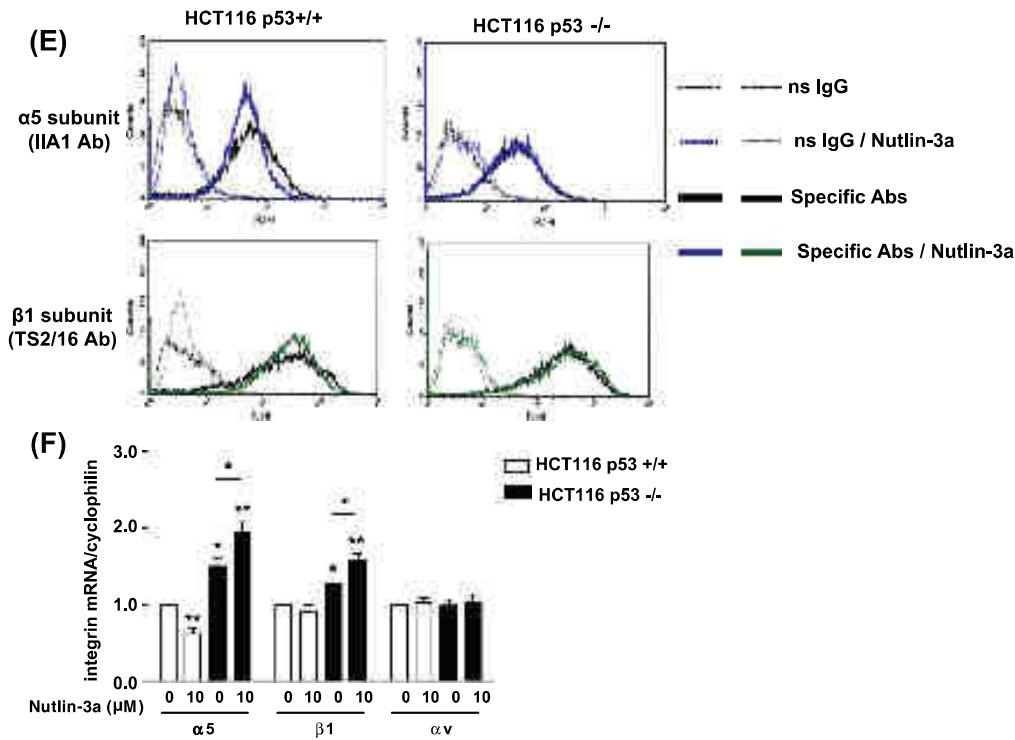 (E)
HCT116 p53+/+
HCT116 p53 -/-
α5 subunit
(IIA1 Ab)
ns IgG
ns IgG / Nutlin-3a
Specific Abs
Specific Abs / Nutlin-3a
β1 subunit
(TS2/16 Ab)
(F)
integrin mRNA/cyclophilin
3.0
2.0
1.0
0.0
*
*
**
**
*
*
**
HCT116 p53 +/+
HCT116 p53 -/-
Nutlin-3a (µM)
0 10 0 10 0 10 0 10 0 10 0 10
α5 β1 αv